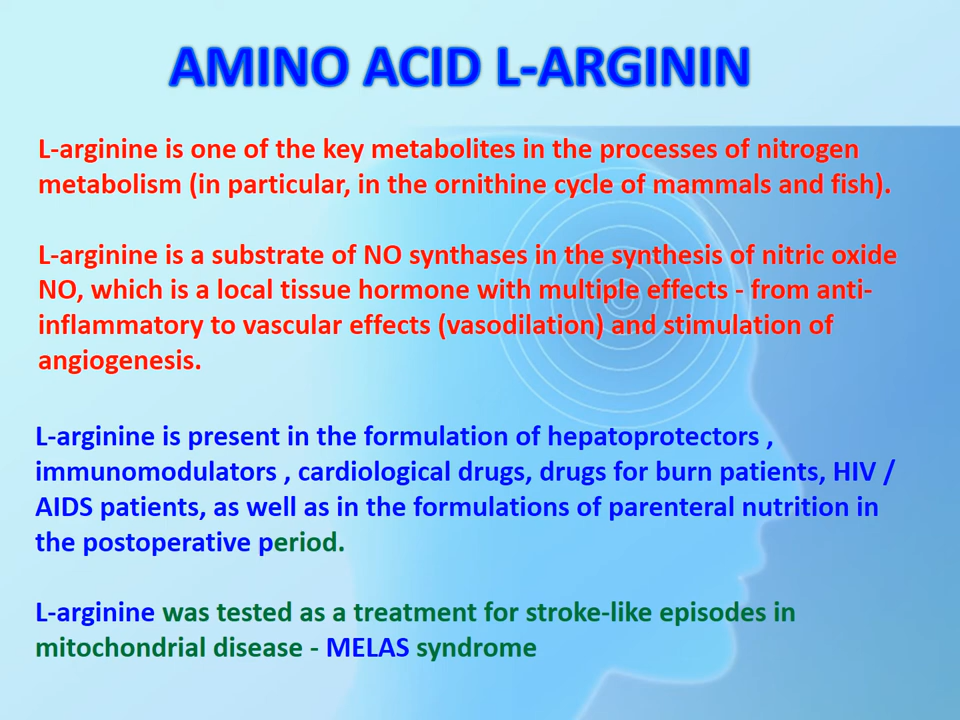 AMINO ACID L-ARGININ
L-arginine is one of the key metabolites in the processes of nitrogen
metabolism (in particular, in the ornithine cycle of mammals and fish).
L-arginine is a substrate of NO synthases in the synthesis of nitric oxide
NO, which is a local tissue hormone with multiple effects - from anti-
inflammatory to vascular effects (vasodilation) and stimulation of
angiogenesis.
L-arginine is present in the formulation of hepatoprotectors ,
immunomodulators , cardiological drugs, drugs for burn patients, HIV /
AIDS patients, as well as in the formulations of parenteral nutrition in
the postoperative period.
L-arginine was tested as a treatment for stroke-like episodes in
mitochondrial disease - MELAS syndrome